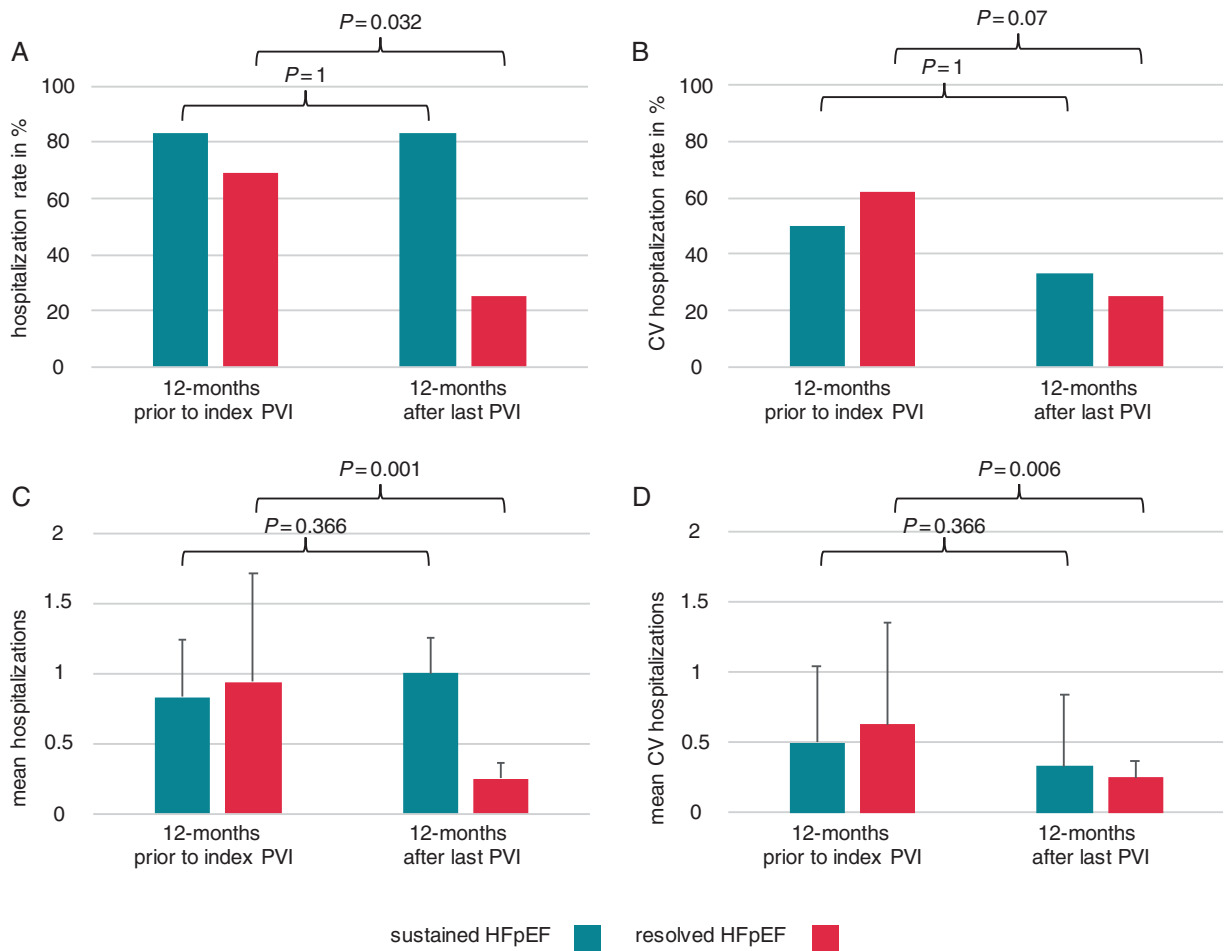 A
P = 0.032
P = 1
hospitalization rate in %
100
80
60
40
20
0
12-months
prior to index PVI
12-months
after last PVI
B
P = 0.07
P = 1
CV hospitalization rate in %
100
80
60
40
20
0
12-months
prior to index PVI
12-months
after last PVI
C
P = 0.001
P = 0.366
mean hospitalizations
2
1.5
1
0.5
0
12-months
prior to index PVI
12-months
after last PVI
D
P = 0.006
P = 0.366
mean CV hospitalizations
2
1.5
1
0.5
0
12-months
prior to index PVI
12-months
after last PVI
sustained HFpEF
resolved HFpEF